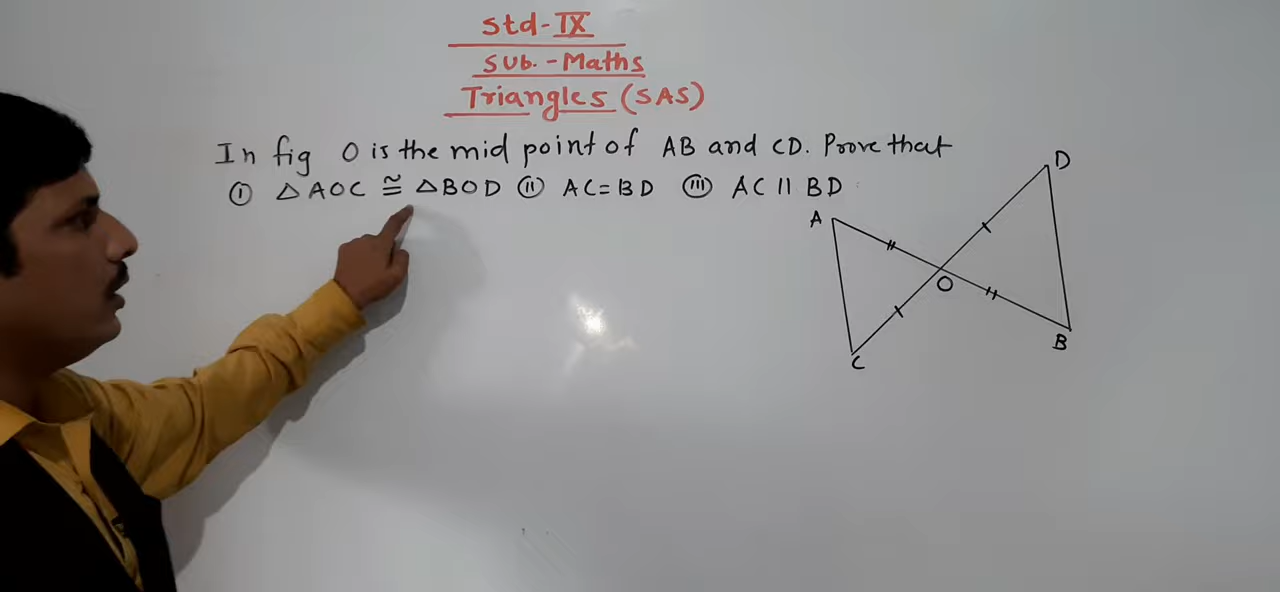 Std-IX
Sub.-Maths
Triangles (SAS)
In fig O is the mid point of AB and CD. Prove that
(I) △AOC ≅ △BOD (II) AC=BD (III) AC || BD
D
A
O
B
C